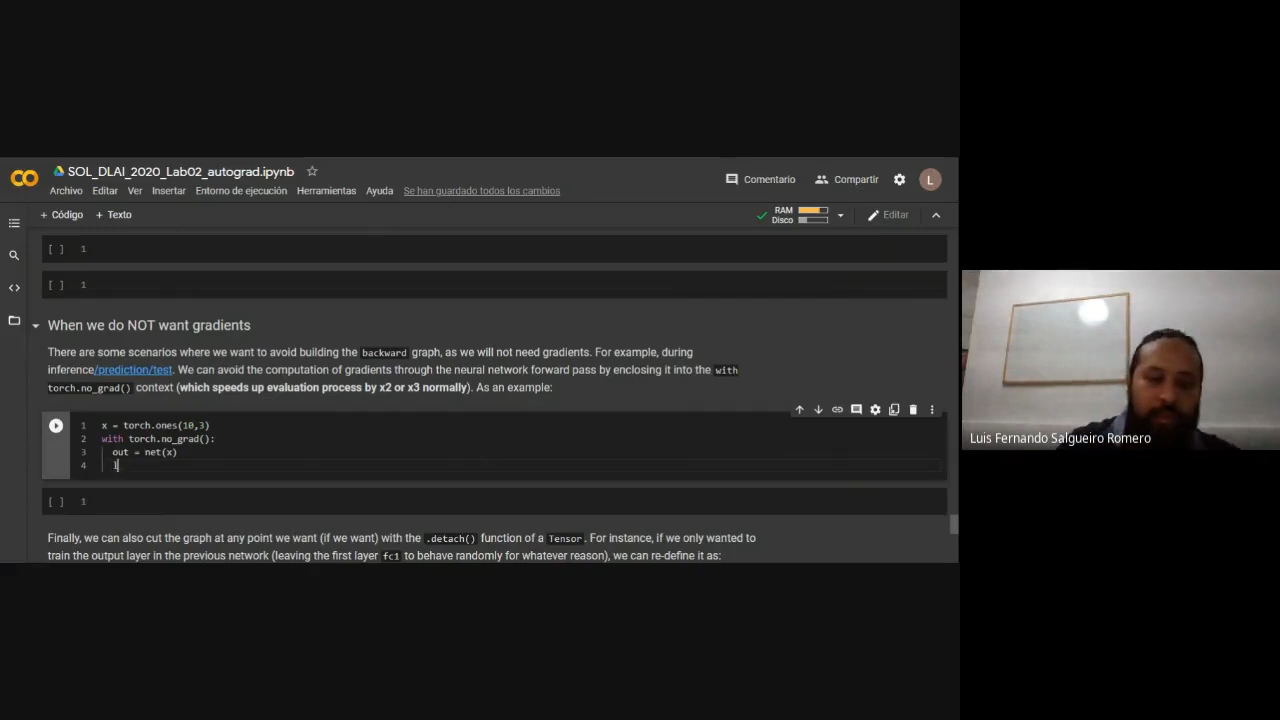 SOL_DLAI_2020_Lab02_autograd.ipynb
Comentario Compartir L
Archivo Editar Ver Insertar Entorno de ejecución Herramientas Ayuda Se han guardado todos los cambios
+ Código + Texto
RAM
Disco
Editar
[ ] 1
[ ] 1
When we do NOT want gradients
There are some scenarios where we want to avoid building the backward graph, as we will not need gradients. For example, during
inference/prediction/test. We can avoid the computation of gradients through the neural network forward pass by enclosing it into the with
torch.no_grad() context (which speeds up evaluation process by x2 or x3 normally). As an example:
1 x = torch.ones(10,3)
2 with torch.no_grad():
3 out = net(x)
4
[ ] 1
Finally, we can also cut the graph at any point we want (if we want) with the .detach() function of a Tensor. For instance, if we only wanted to
train the output layer in the previous network (leaving the first layer fc1 to behave randomly for whatever reason), we can re-define it as:
Luis Fernando Salgueiro Romero